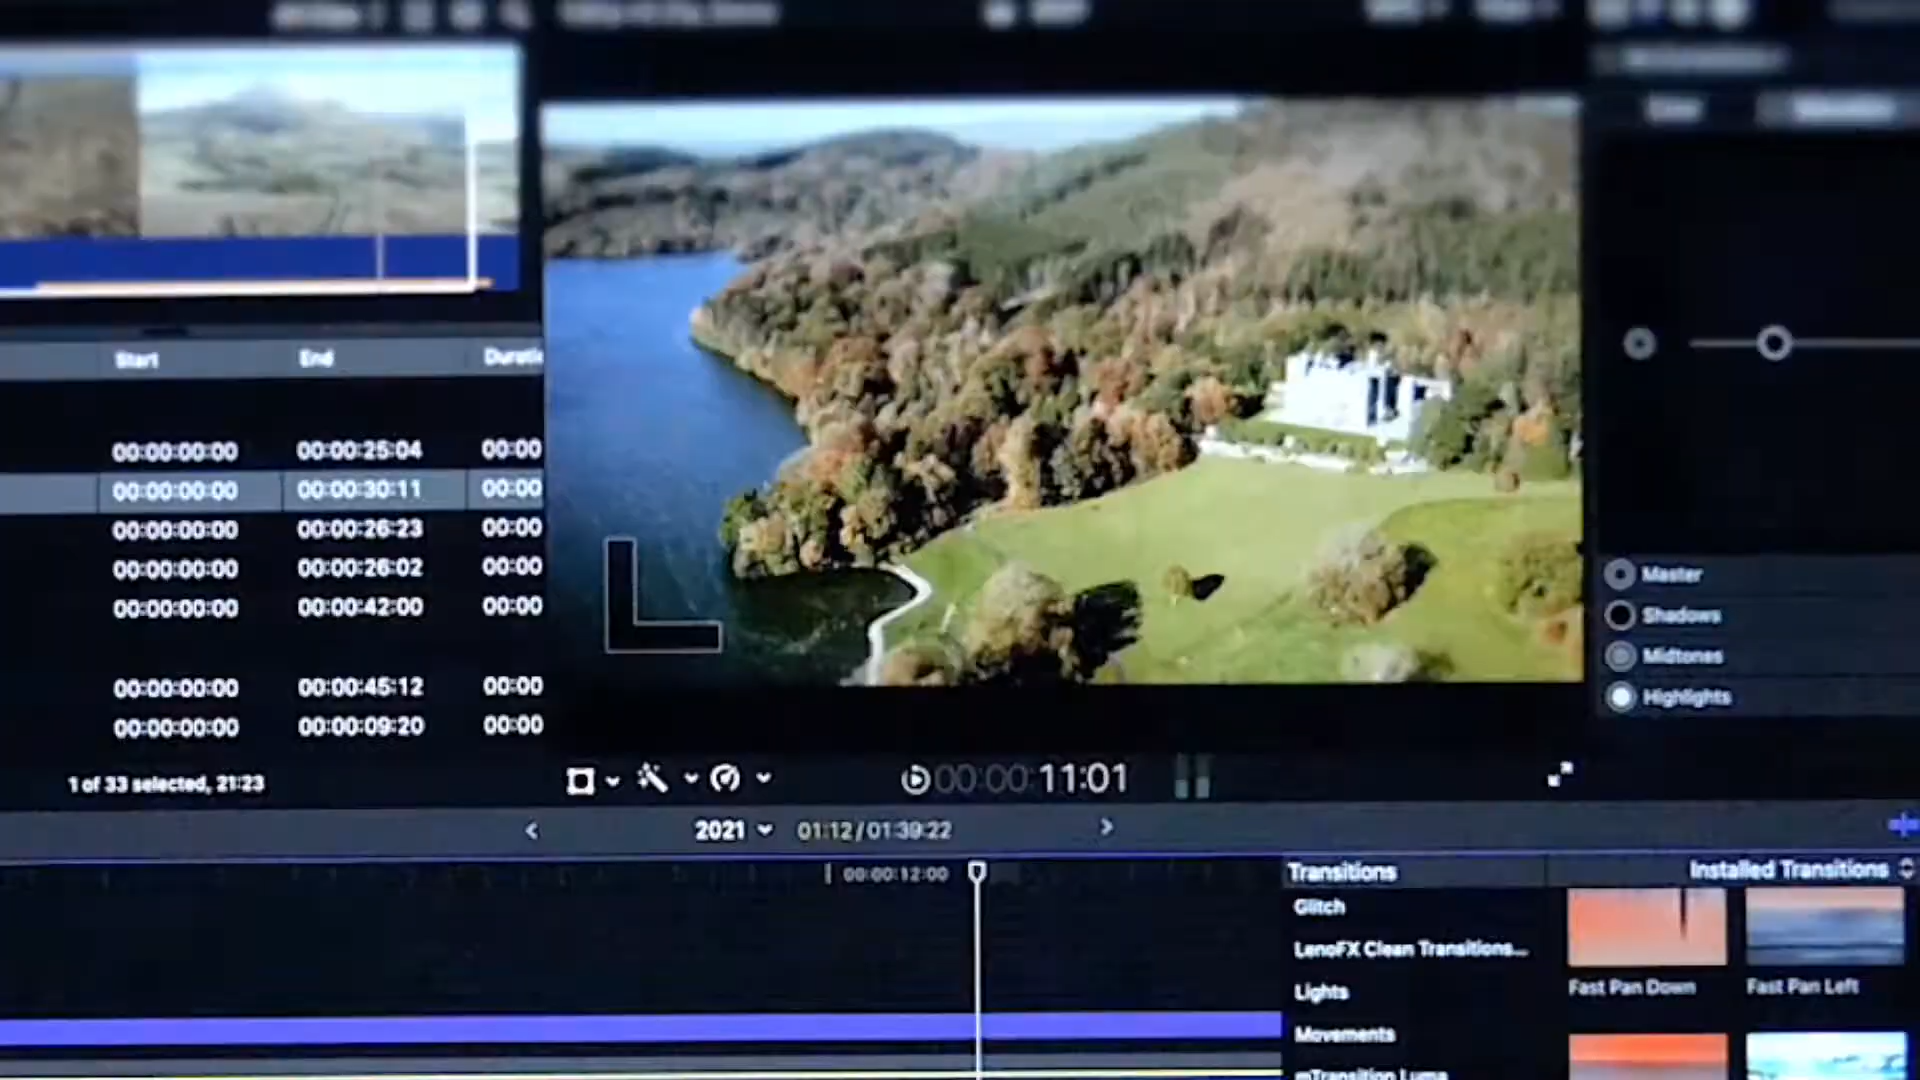 Start End Duratio
00:00:00:00 00:00:25:04 00:00
00:00:00:00 00:00:30:11 00:00
00:00:00:00 00:00:26:23 00:00
00:00:00:00 00:00:26:02 00:00
00:00:00:00 00:00:42:00 00:00
00:00:00:00 00:00:45:12 00:00
00:00:00:00 00:00:09:20 00:00
1 of 33 selected, 21:23
Master
Shadows
Midtones
Highlights
00:00:11:01
2021 01:12 / 01:39:22
00:00:12:00
Transitions
Installed Transitions
Glitch
LenoFX Clean Transitions...
Lights
Movements
mTransition Luma
Fast Pan Down
Fast Pan Left